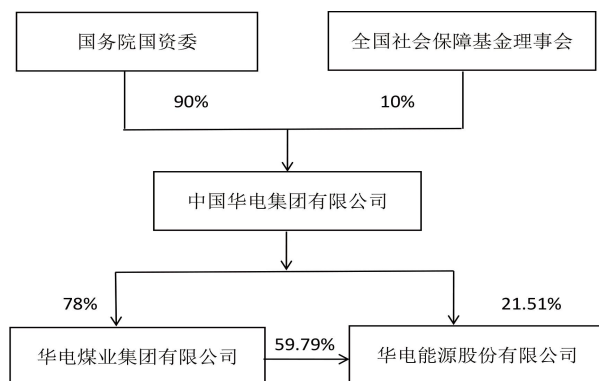 国务院国资委
全国社会保障基金理事会
90%
10%
中国华电集团有限公司
78%
21.51%
华电煤业集团有限公司
59.79%
华电能源股份有限公司